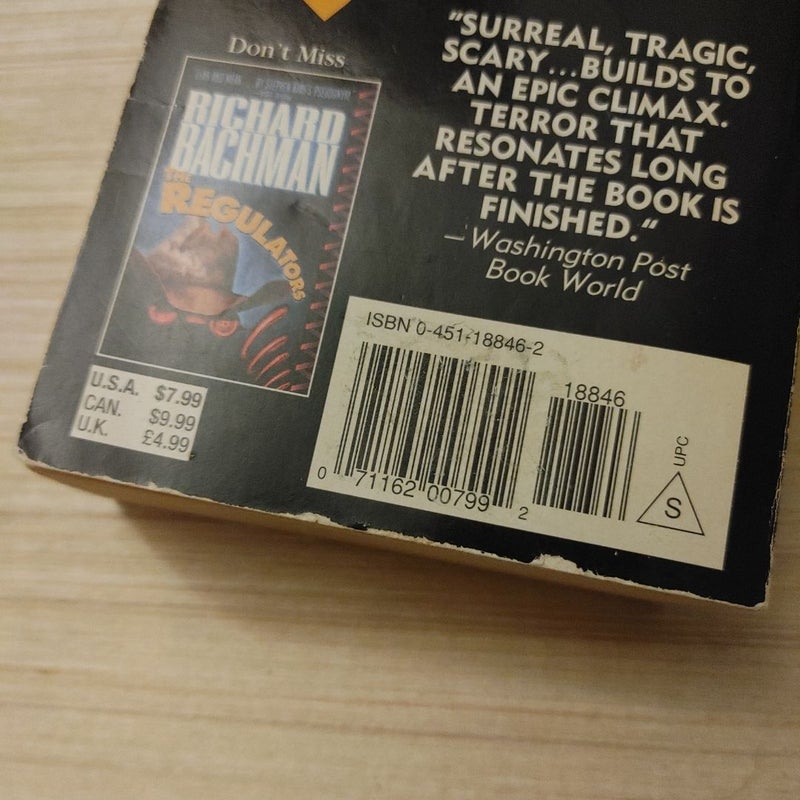 Don't Miss
RICHARD
BACHMAN
THE
REGULATORS
U.S.A. $7.99
CAN. $9.99
U.K. £4.99
"SURREAL, TRAGIC,
SCARY...BUILDS TO
AN EPIC CLIMAX.
TERROR THAT
RESONATES LONG
AFTER THE BOOK IS
FINISHED."
—Washington Post
Book World
ISBN 0-451-18846-2
18846
0 71162 00799 2
UPC
S